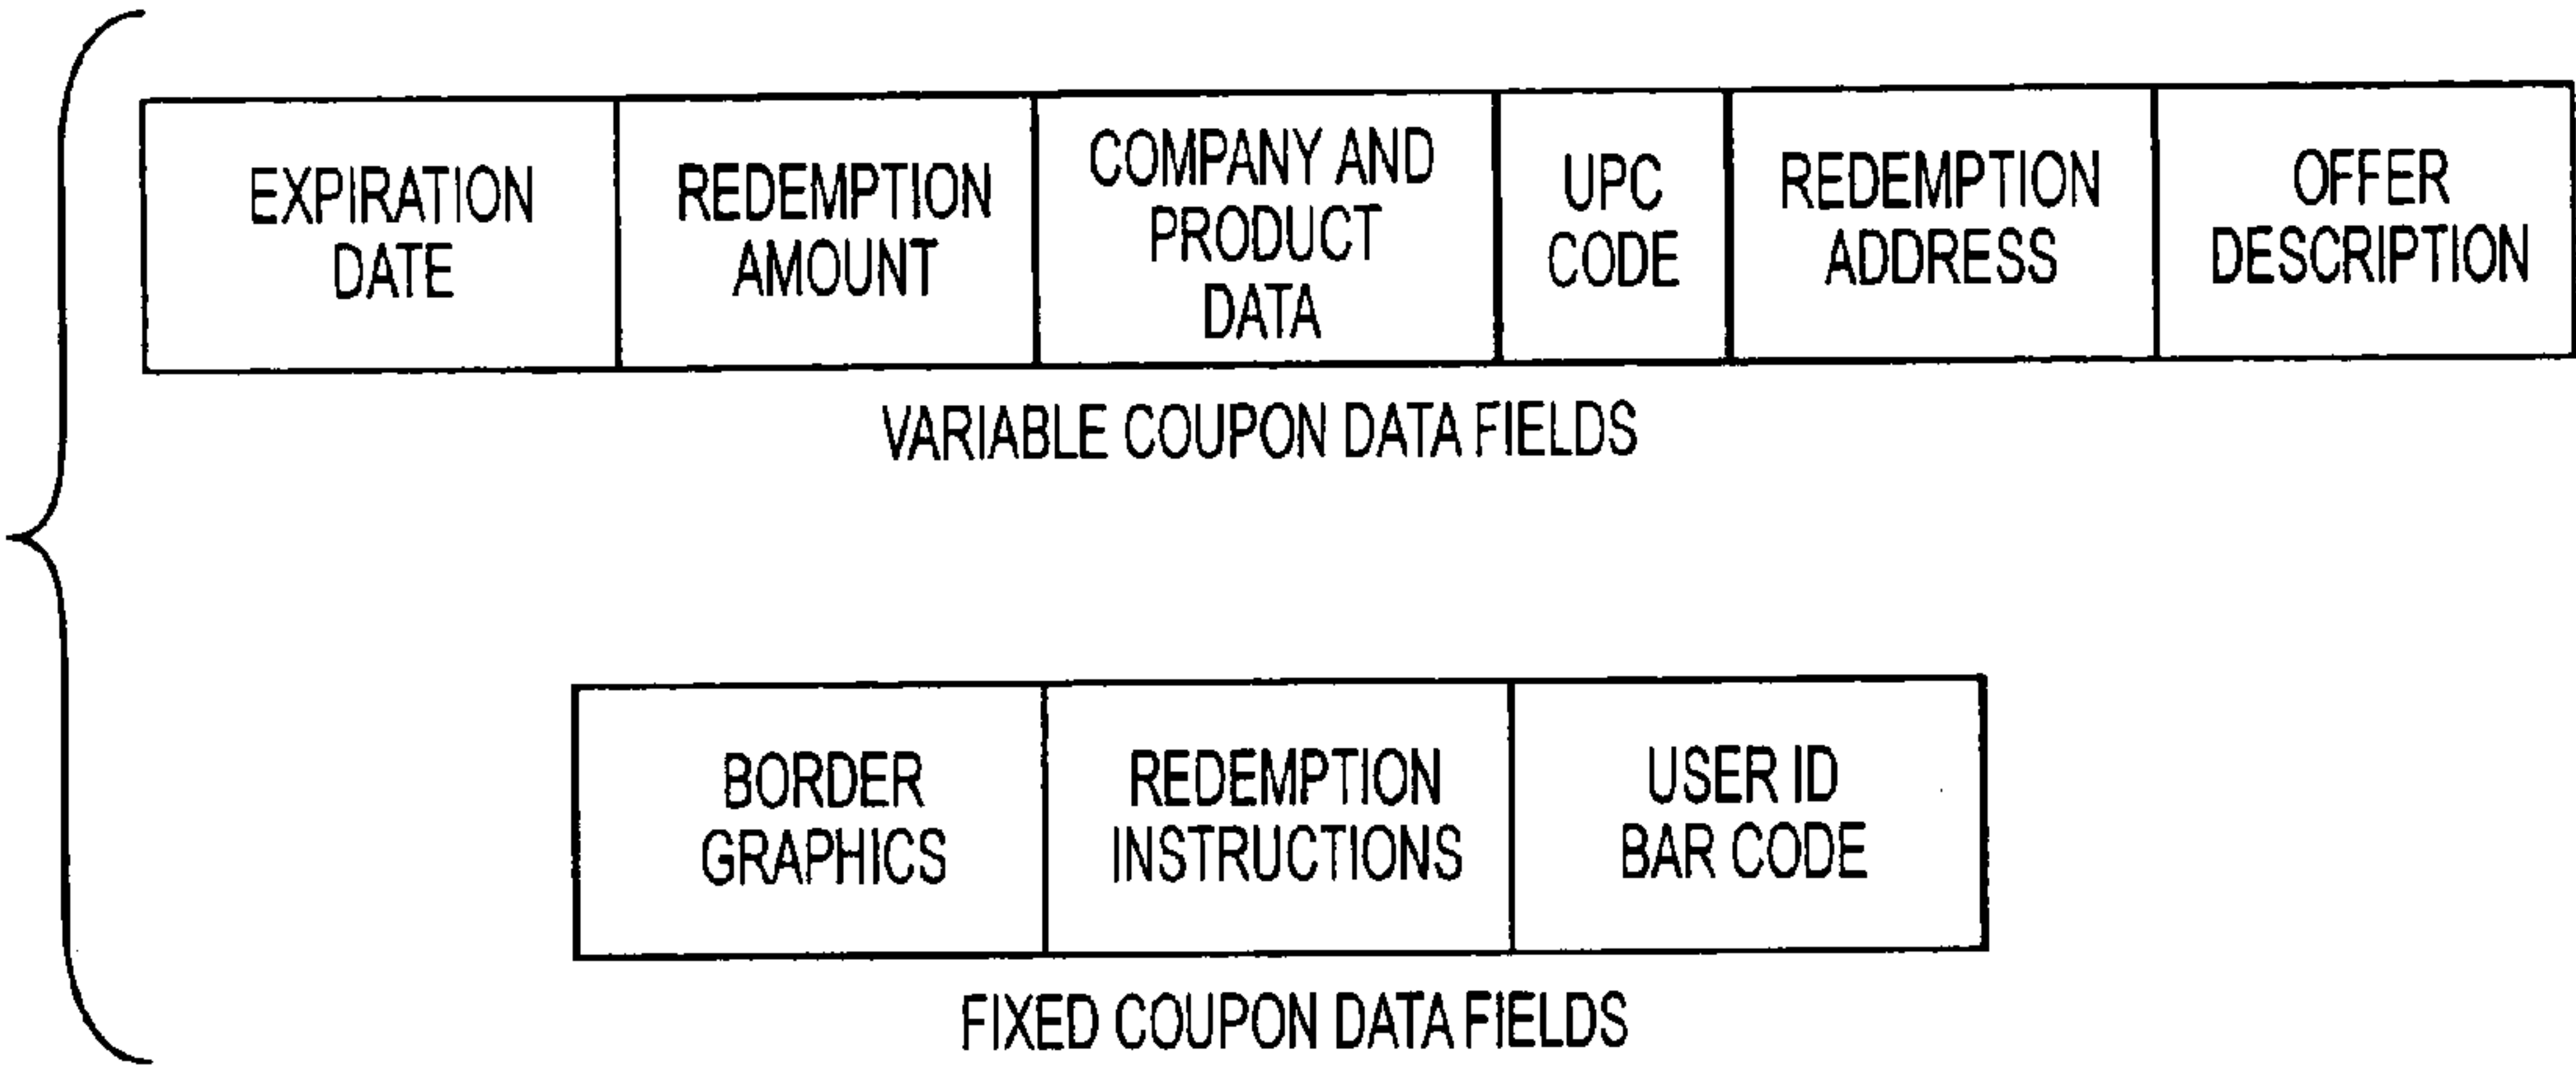 EXPIRATION
DATE
REDEMPTION
AMOUNT
COMPANY AND
PRODUCT
DATA
UPC
CODE
REDEMPTION
ADDRESS
OFFER
DESCRIPTION
VARIABLE COUPON DATA FIELDS
BORDER
GRAPHICS
REDEMPTION
INSTRUCTIONS
USER ID
BAR CODE
FIXED COUPON DATA FIELDS